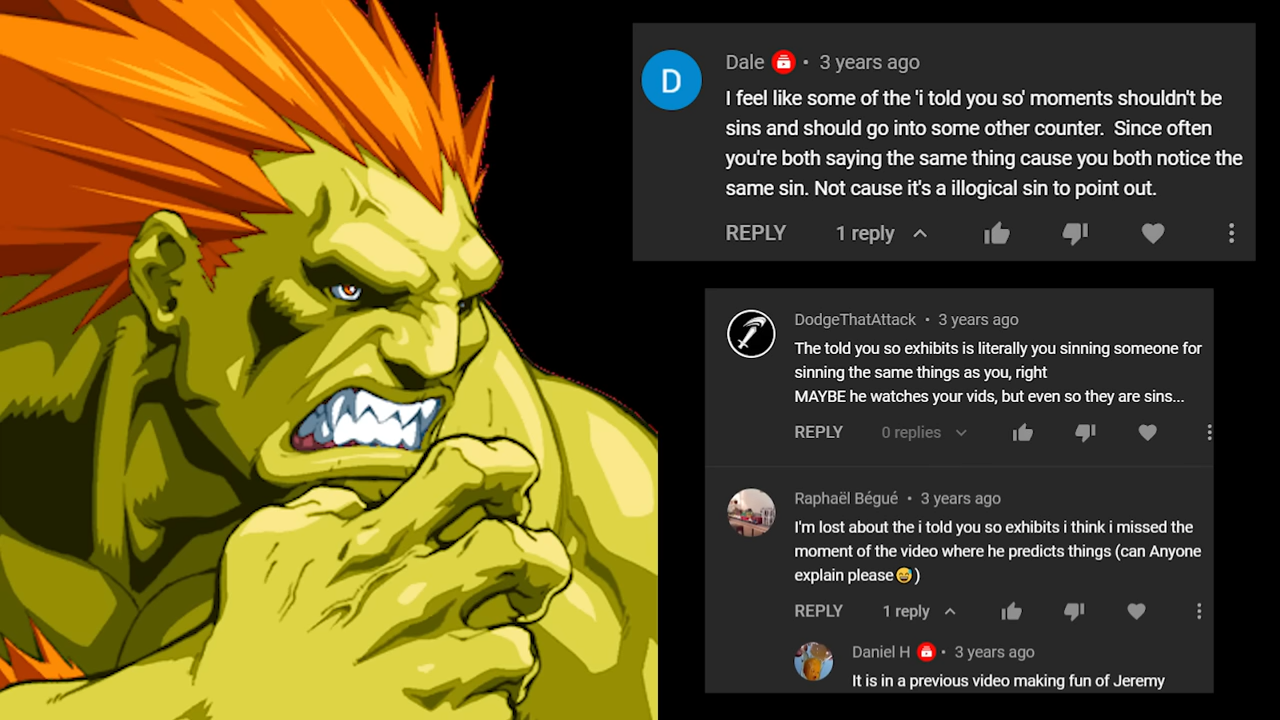 D
Dale • 3 years ago
I feel like some of the 'i told you so' moments shouldn't be
sins and should go into some other counter.  Since often
you're both saying the same thing cause you both notice the
same sin. Not cause it's a illogical sin to point out.
REPLY 1 reply
DodgeThatAttack • 3 years ago
The told you so exhibits is literally you sinning someone for
sinning the same things as you, right
MAYBE he watches your vids, but even so they are sins...
REPLY 0 replies
Raphaël Bégué • 3 years ago
I'm lost about the i told you so exhibits i think i missed the
moment of the video where he predicts things (can Anyone
explain please😅)
REPLY 1 reply
Daniel H • 3 years ago
It is in a previous video making fun of Jeremy